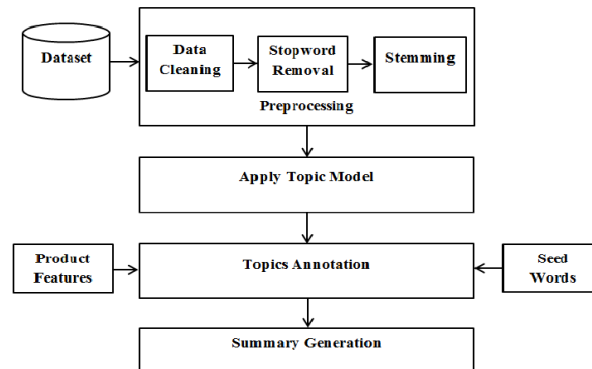 Dataset
Data
Cleaning
Stopword
Removal
Stemming
Preprocessing
Apply Topic Model
Product
Features
Topics Annotation
Seed
Words
Summary Generation